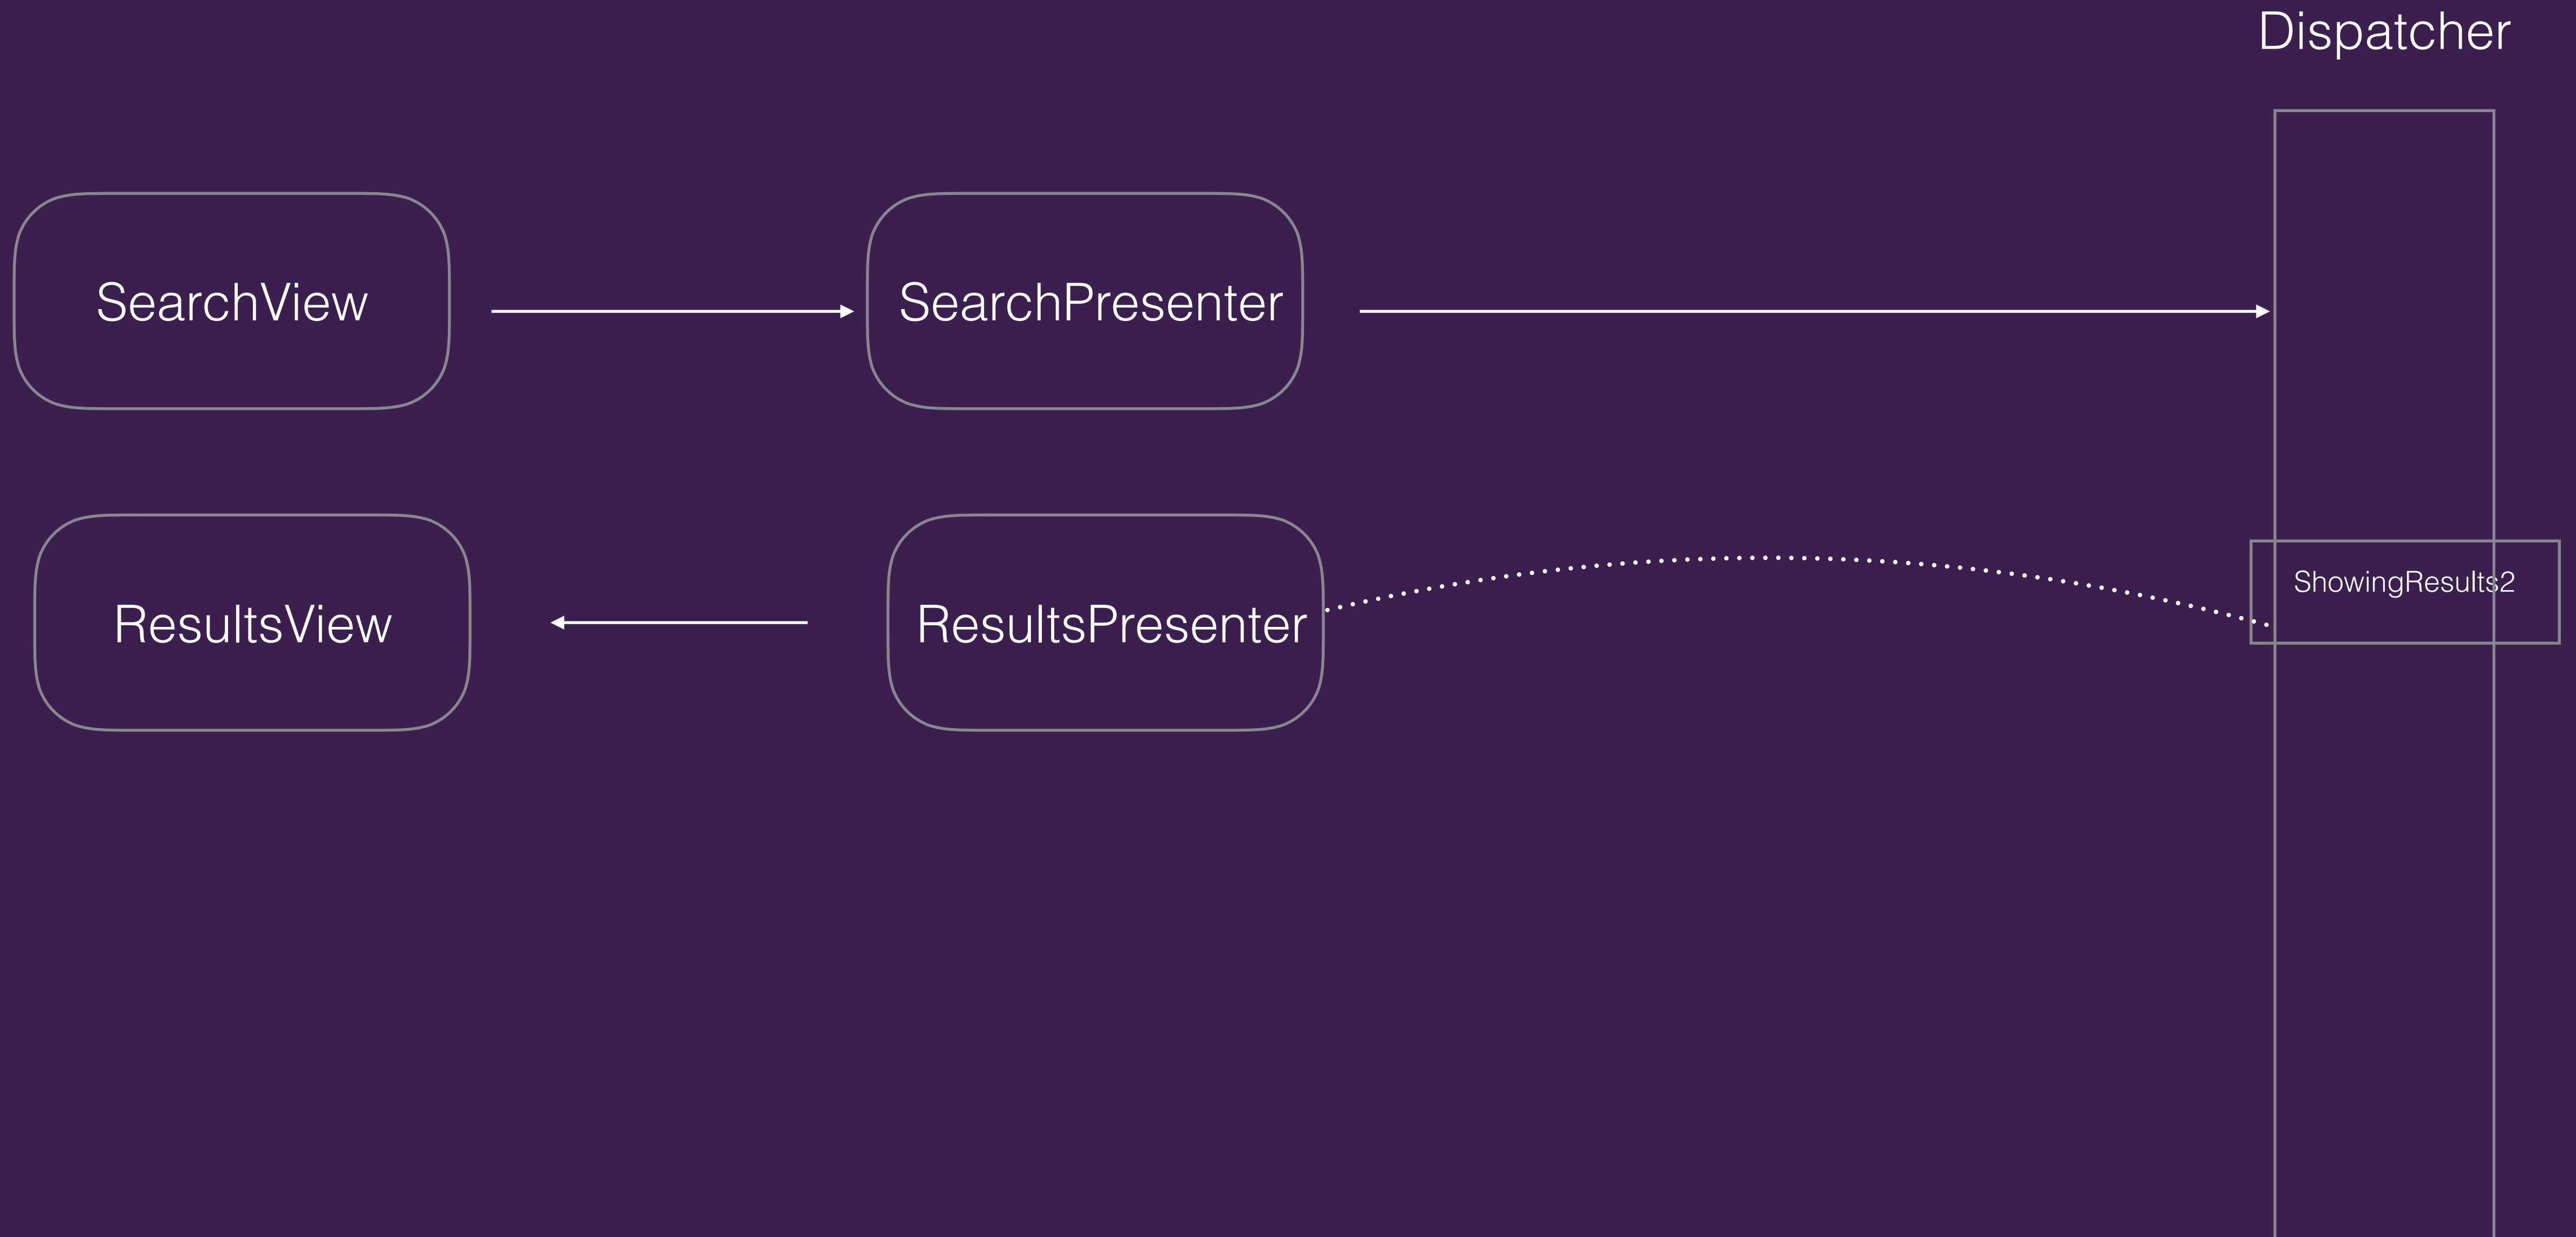 Dispatcher
SearchView
SearchPresenter
ShowingResults2
ResultsView
ResultsPresenter